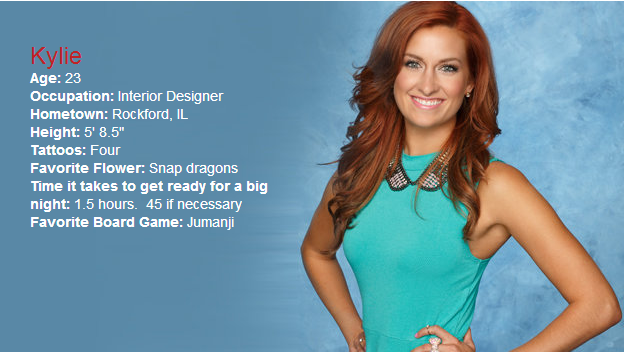 Kylie
Age: 23
Occupation: Interior Designer
Hometown: Rockford, IL
Height: 5' 8.5"
Tattoos: Four
Favorite Flower: Snap dragons
Time it takes to get ready for a big
night: 1.5 hours.  45 if necessary
Favorite Board Game: Jumanji